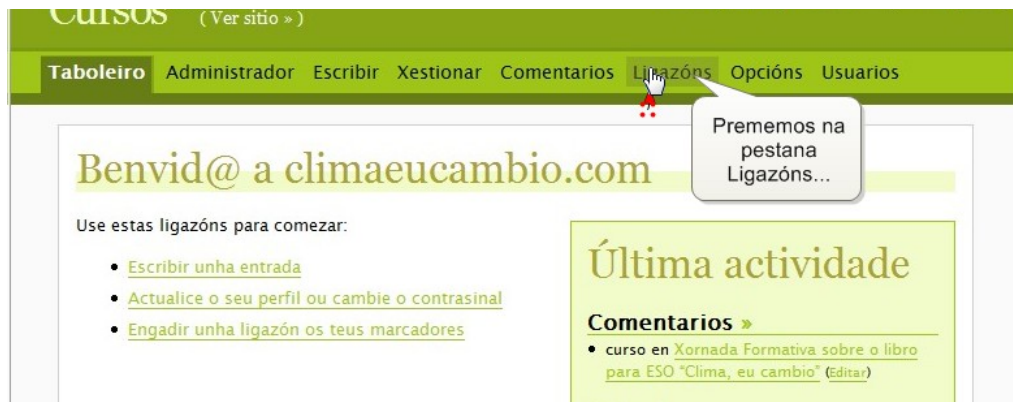 Cursos (Ver sitio »)
Taboleiro Administrador Escribir Xestionar Comentarios Ligazóns Opcións Usuarios
Prememos na
pestana
Ligazóns...
Benvid@ a climaeucambio.com
Use estas ligazóns para comezar:
Escribir unha entrada
Actualice o seu perfil ou cambie o contrasinal
Engadir unha ligazón os teus marcadores
Última actividade
Comentarios »
curso en Xornada Formativa sobre o libro
para ESO "Clima, eu cambio" (Editar)